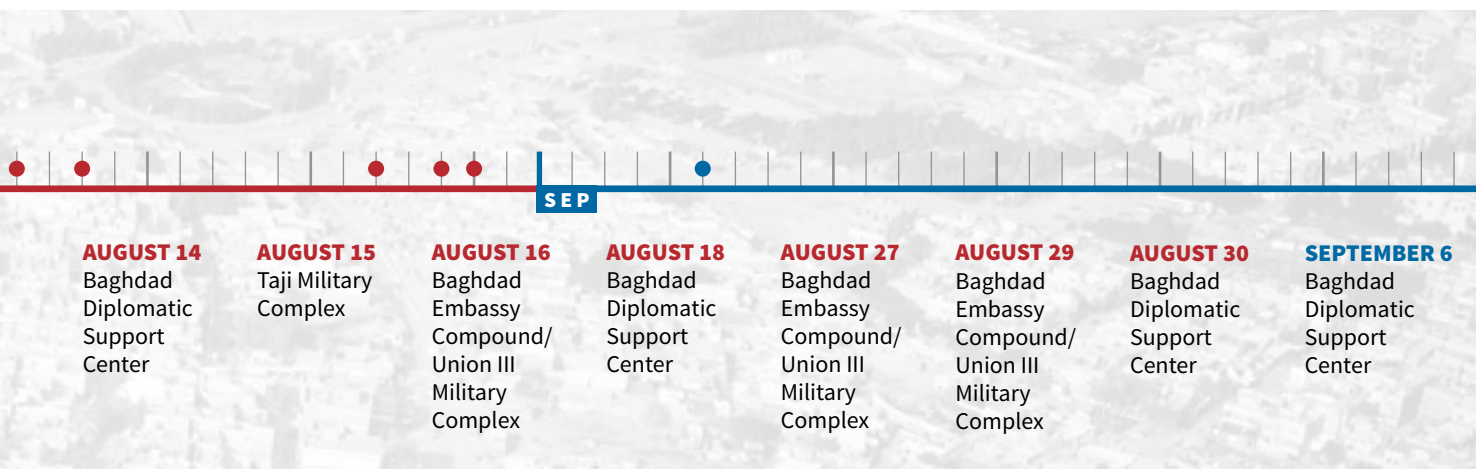 SEP
AUGUST 14
Baghdad
Diplomatic
Support
Center
AUGUST 15
Taji Military
Complex
AUGUST 16
Baghdad
Embassy
Compound/
Union III
Military
Complex
AUGUST 18
Baghdad
Diplomatic
Support
Center
AUGUST 27
Baghdad
Embassy
Compound/
Union III
Military
Complex
AUGUST 29
Baghdad
Embassy
Compound/
Union III
Military
Complex
AUGUST 30
Baghdad
Diplomatic
Support
Center
SEPTEMBER 6
Baghdad
Diplomatic
Support
Center